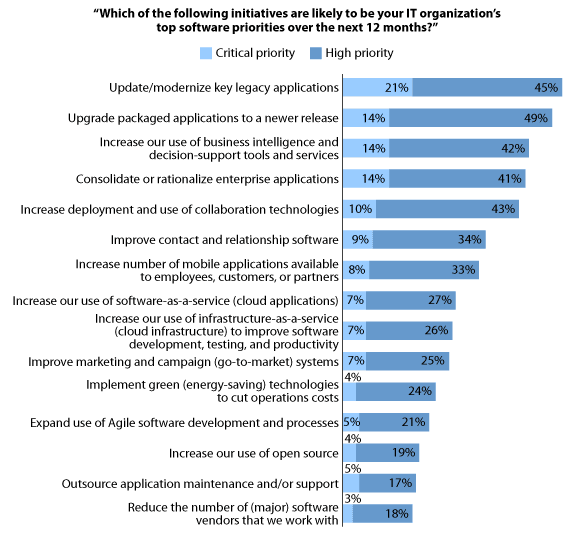 “Which of the following initiatives are likely to be your IT organization’s
top software priorities over the next 12 months?”
Critical priority High priority
Update/modernize key legacy applications 21% 45%
Upgrade packaged applications to a newer release 14% 49%
Increase our use of business intelligence and
decision-support tools and services 14% 42%
Consolidate or rationalize enterprise applications 14% 41%
Increase deployment and use of collaboration technologies 10% 43%
Improve contact and relationship software 9% 34%
Increase number of mobile applications available
to employees, customers, or partners 8% 33%
Increase our use of software-as-a-service (cloud applications) 7% 27%
Increase our use of infrastructure-as-a-service
(cloud infrastructure) to improve software 7% 26%
development, testing, and productivity
Improve marketing and campaign (go-to-market) systems 7% 25%
4%
Implement green (energy-saving) technologies
to cut operations costs 24%
Expand use of Agile software development and processes 5% 21%
4%
Increase our use of open source 19%
5%
Outsource application maintenance and/or support 17%
3%
Reduce the number of (major) software
vendors that we work with 18%